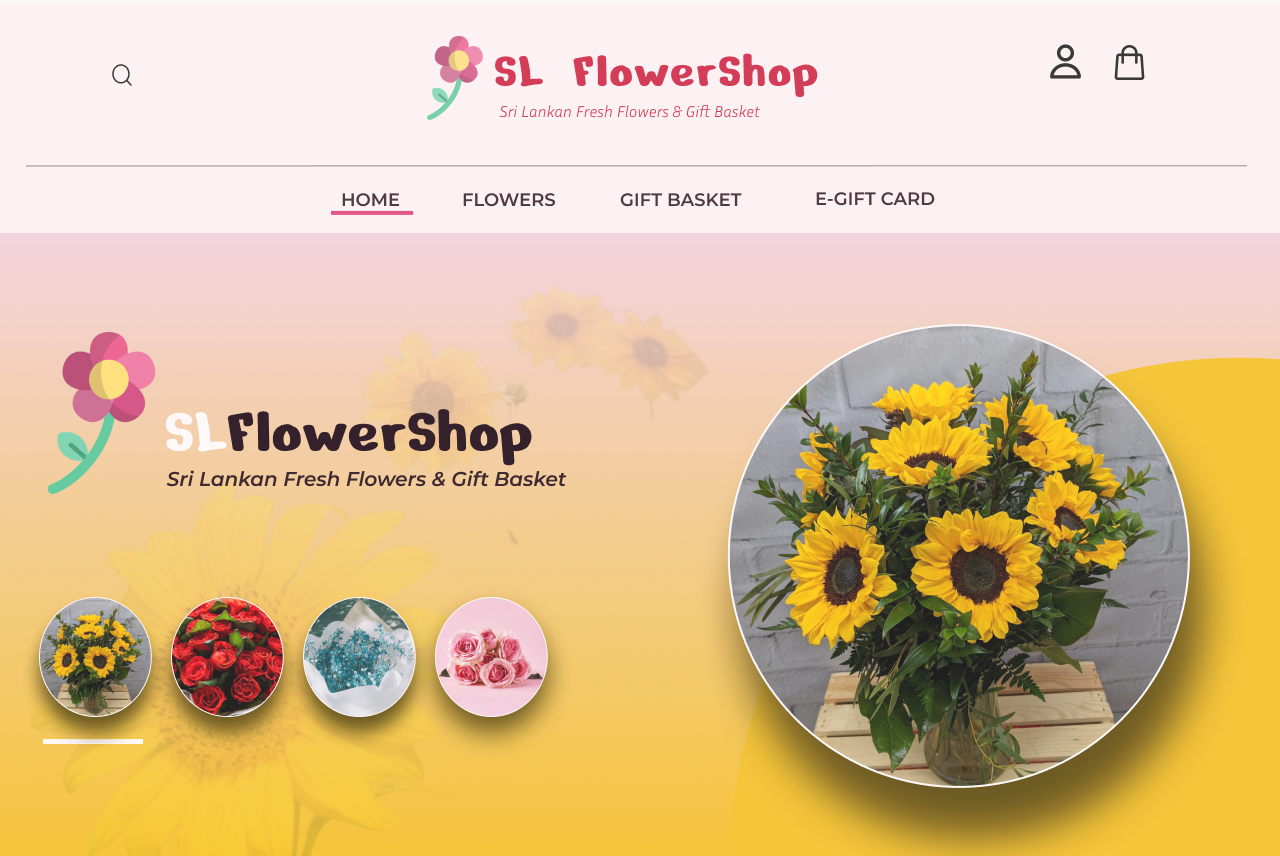 SL FlowerShop
Sri Lankan Fresh Flowers & Gift Basket
HOME FLOWERS GIFT BASKET E-GIFT CARD
SLFlowerShop
Sri Lankan Fresh Flowers & Gift Basket